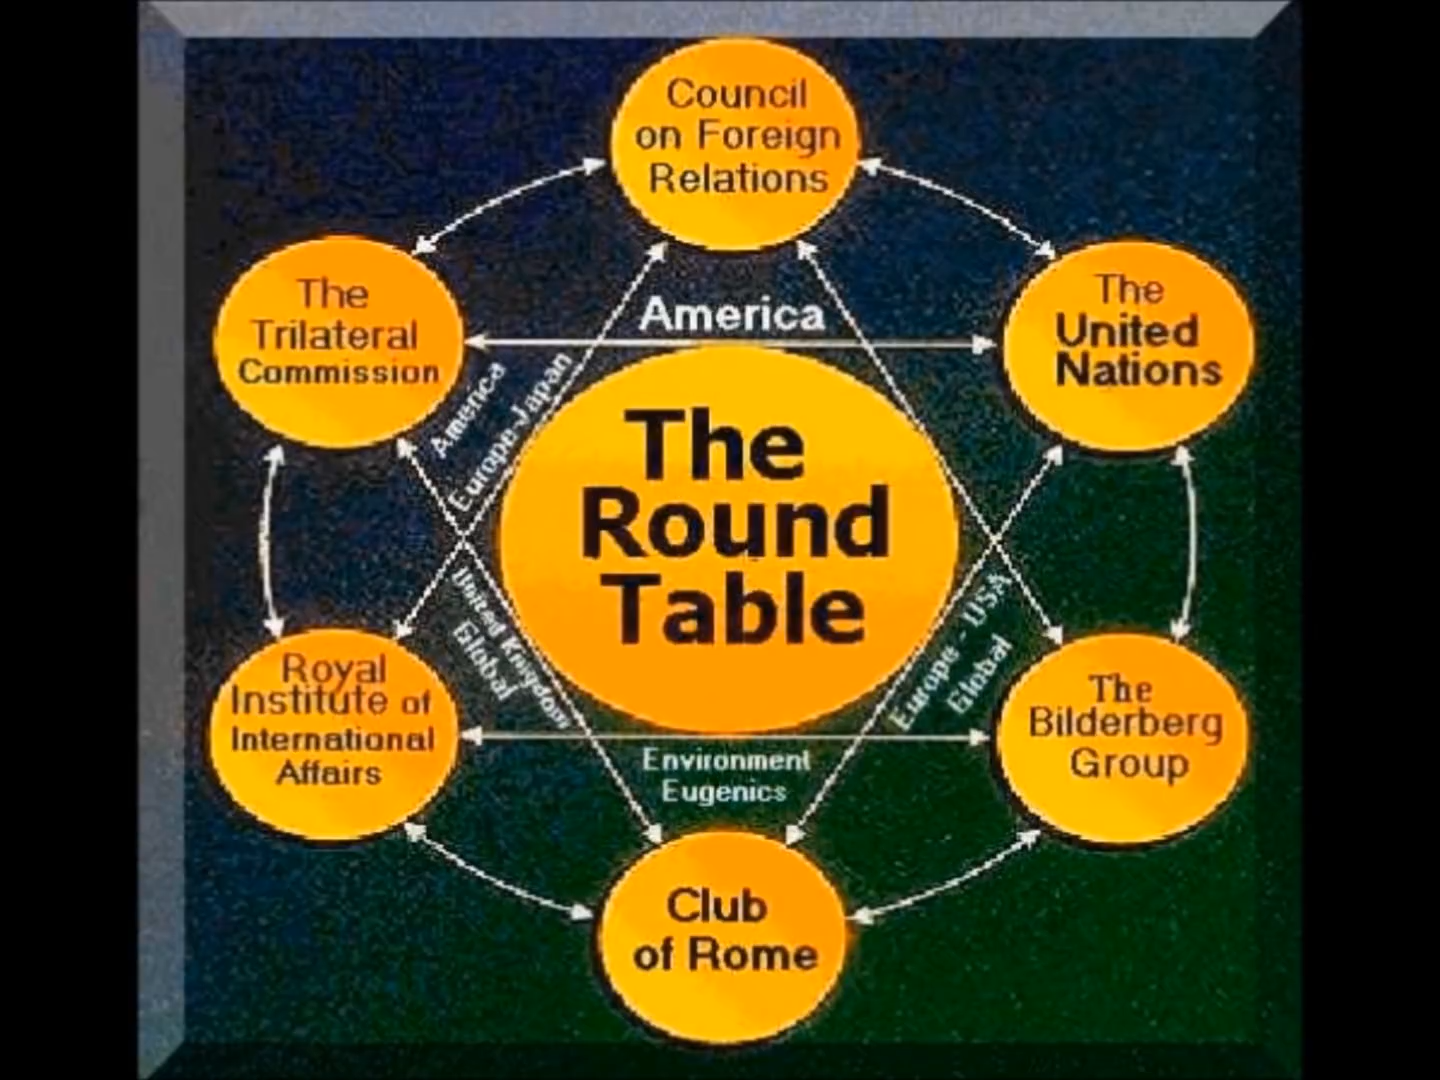 Council
on Foreign
Relations
The
Trilateral
Commission
America
The
United
Nations
America
Europe-Japan
The
Round
Table
United Kingdom
Global
Europe - USA
Global
Royal
Institute of
International
Affairs
The
Bilderberg
Group
Environment
Eugenics
Club
of Rome